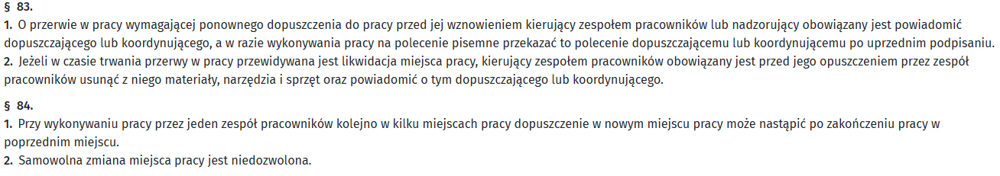 § 83.
1. O przerwie w pracy wymagającej ponownego dopuszczenia do pracy przed jej wznowieniem kierujący zespołem pracowników lub nadzorujący obowiązany jest powiadomić
dopuszczającego lub koordynującego, a w razie wykonywania pracy na polecenie pisemne przekazać to polecenie dopuszczającemu lub koordynującemu po uprzednim podpisaniu.
2. Jeżeli w czasie trwania przerwy w pracy przewidywana jest likwidacja miejsca pracy, kierujący zespołem pracowników obowiązany jest przed jego opuszczeniem przez zespół
pracowników usunąć z niego materiały, narzędzia i sprzęt oraz powiadomić o tym dopuszczającego lub koordynującego.
§ 84.
1. Przy wykonywaniu pracy przez jeden zespół pracowników kolejno w kilku miejscach pracy dopuszczenie w nowym miejscu pracy może nastąpić po zakończeniu pracy w
poprzednim miejscu.
2. Samowolna zmiana miejsca pracy jest niedozwolona.